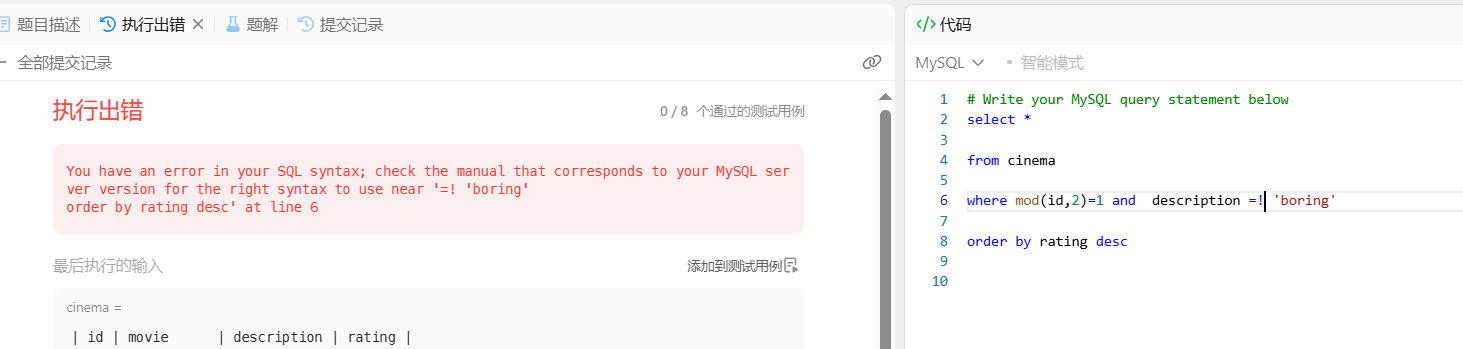 题目描述 执行出错 × 题解 提交记录
全部提交记录
执行出错 0 / 8 个通过的测试用例
You have an error in your SQL syntax; check the manual that corresponds to your MySQL ser
ver version for the right syntax to use near '=! 'boring'
order by rating desc' at line 6
最后执行的输入 添加到测试用例
cinema =
| id | movie | description | rating |
</> 代码
MySQL 智能模式
1 # Write your MySQL query statement below
2 select *
3
4 from cinema
5
6 where mod(id,2)=1 and description =! 'boring'
7
8 order by rating desc
9
10